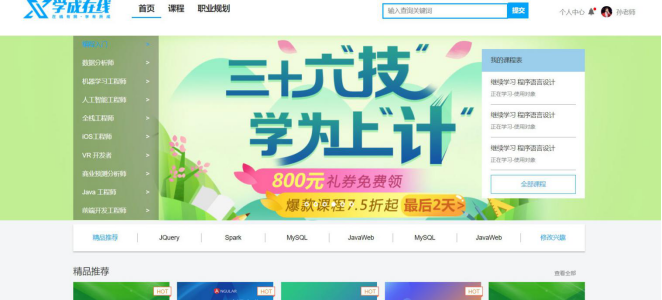 学成在线
首页 课程 职业规划
输入查询关键词 提交
个人中心 孙老师
数据分析师 >
机器学习工程师 >
人工智能工程师 >
全栈工程师 >
iOS工程师 >
VR 开发者 >
商业预测分析师 >
Java 工程师 >
前端开发工程师 >
三十六"技"
学为上"计"
800元礼券免费领
爆款课程7.5折起 最后2天>
我的课程表
继续学习 程序语言设计
正在学习-使用对象
继续学习 程序语言设计
正在学习-使用对象
继续学习 程序语言设计
正在学习-使用对象
全部课程
精品推荐 JQuery Spark MySQL JavaWeb MySQL JavaWeb 修改兴趣
精品推荐 查看全部
HOT ANGULAR HOT HOT HOT